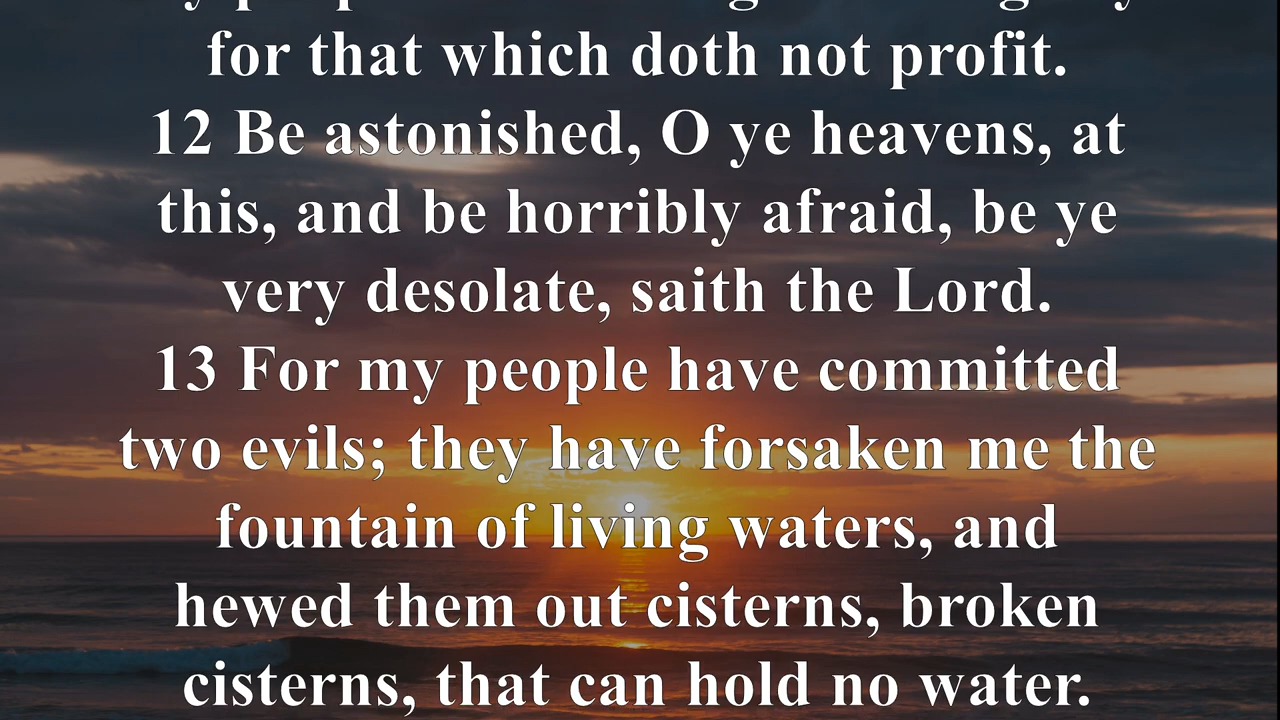 for that which doth not profit.
12 Be astonished, O ye heavens, at
this, and be horribly afraid, be ye
very desolate, saith the Lord.
13 For my people have committed
two evils; they have forsaken me the
fountain of living waters, and
hewed them out cisterns, broken
cisterns, that can hold no water.